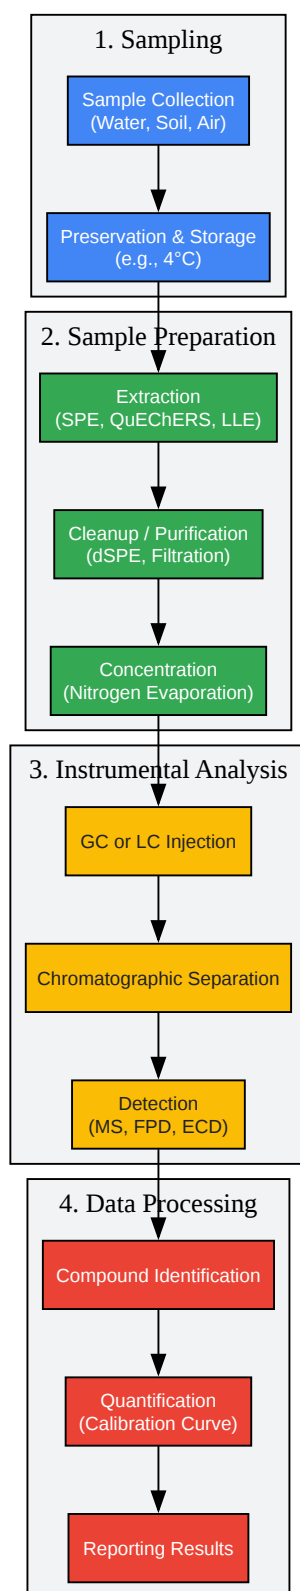 1. Sampling
Sample Collection
(Water, Soil, Air)
Preservation & Storage
(e.g., 4°C)
2. Sample Preparation
Extraction
(SPE, QuEChERS, LLE)
Cleanup / Purification
(dSPE, Filtration)
Concentration
(Nitrogen Evaporation)
3. Instrumental Analysis
GC or LC Injection
Chromatographic Separation
Detection
(MS, FPD, ECD)
4. Data Processing
Compound Identification
Quantification
(Calibration Curve)
Reporting Results